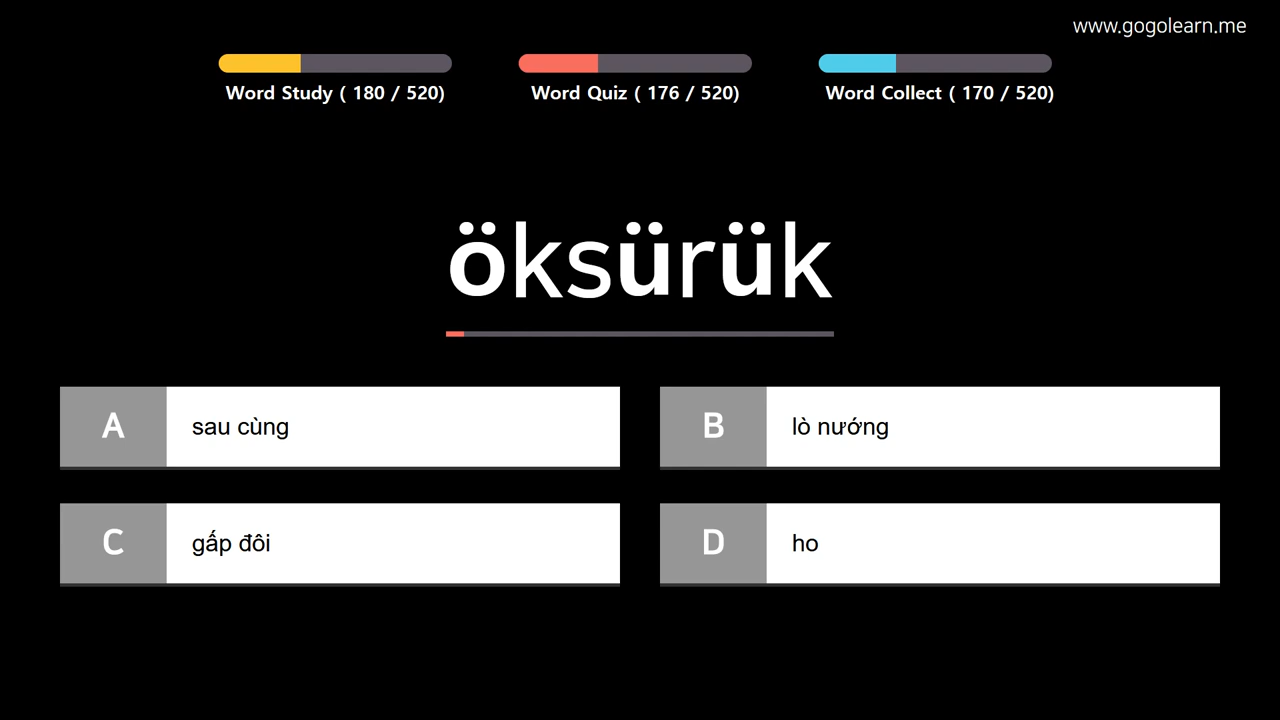 www.gogolearn.me
Word Study ( 180 / 520)
Word Quiz ( 176 / 520)
Word Collect ( 170 / 520)
öksürük
A sau cùng
B lò nướng
C gấp đôi
D ho